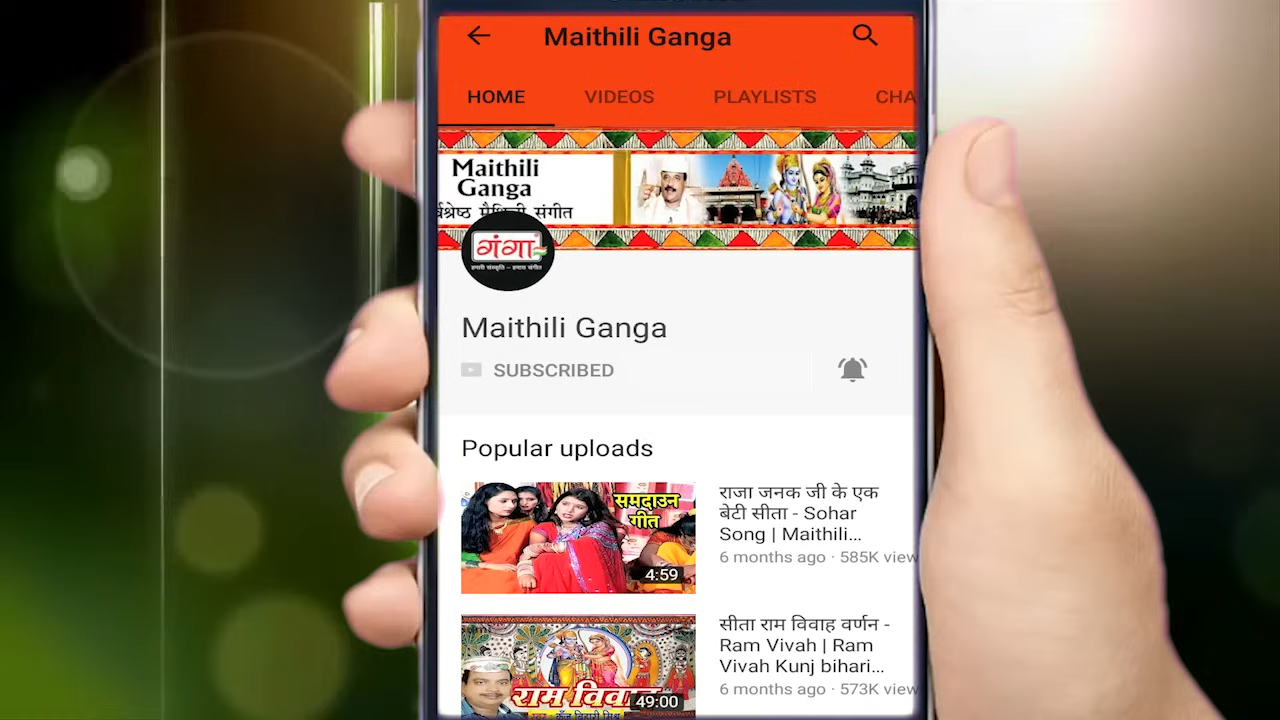 Maithili Ganga
HOME VIDEOS PLAYLISTS CHA
Maithili
Ganga
र्वश्रेष्ठ मैथिली संगीत
गंगा
हमारी संस्कृति - हमारा संगीत
Maithili Ganga
SUBSCRIBED
Popular uploads
समदाउन
गीत
4:59
राजा जनक जी के एक
बेटी सीता - Sohar
Song | Maithili...
6 months ago · 585K view
राम विवाह
49:00
सीता राम विवाह वर्णन -
Ram Vivah | Ram
Vivah Kunj bihari...
6 months ago · 573K view